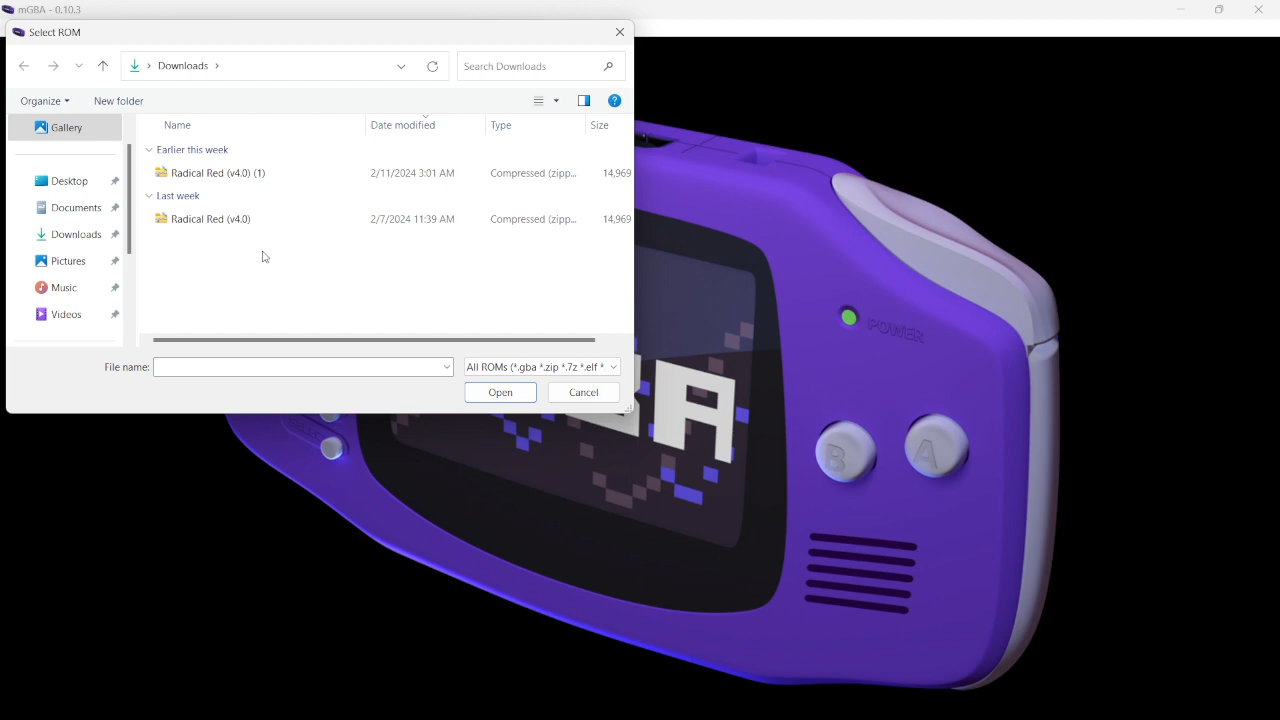 mGBA - 0.10.3
Select ROM
Downloads
Search Downloads
Organize
New folder
Gallery
Name
Date modified
Type
Size
Earlier this week
Radical Red (v4.0) (1)
2/11/2024 3:01 AM
Compressed (zipp...
14,969
Last week
Radical Red (v4.0)
2/7/2024 11:39 AM
Compressed (zipp...
14,969
Desktop
Documents
Downloads
Pictures
Music
Videos
File name:
All ROMs (*.gba *.zip *.7z *.elf *
Open
Cancel
POWER
A
B
A